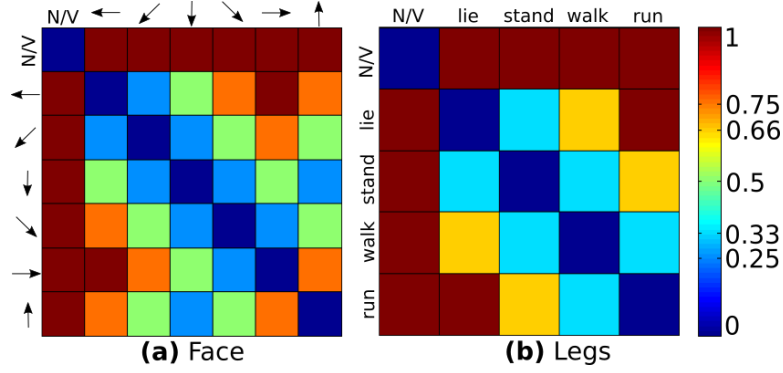 N/V
N/V
(a) Face
N/V lie stand walk run
N/V
lie
stand
walk
run
(b) Legs
1
0.75
0.66
0.5
0.33
0.25
0